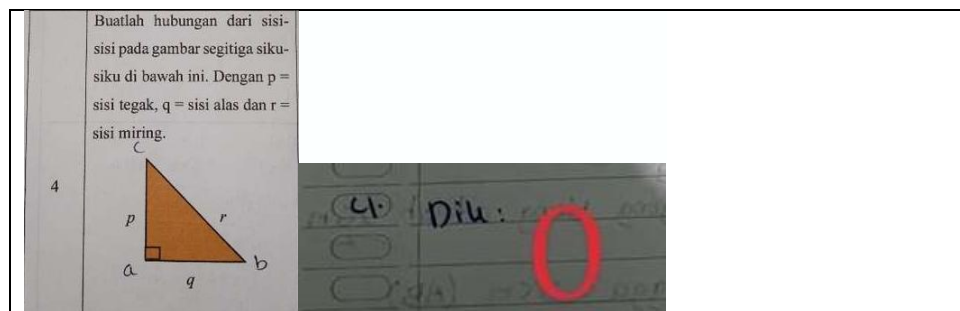 Buatlah hubungan dari sisi-
sisi pada gambar segitiga siku-
siku di bawah ini. Dengan p =
sisi tegak, q = sisi alas dan r =
sisi miring.
c
4
p
r
a
b
q
4. Dik :
0